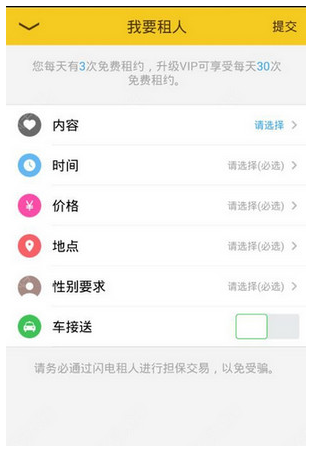 我要租人 提交
您每天有3次免费租约，升级VIP可享受每天30次
免费租约。
内容 请选择
时间 请选择(必选)
¥ 价格 请选择(必选)
地点 请选择(必选)
性别要求 请选择(必选)
车接送
请务必通过闪电租人进行担保交易，以免受骗。